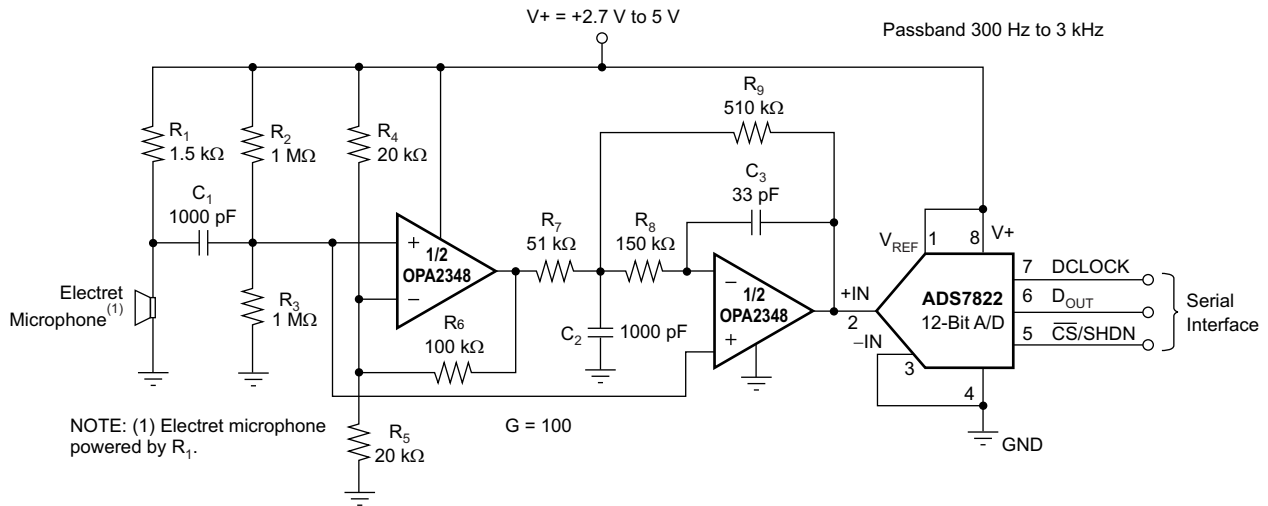 V+ = +2.7 V to 5 V
Passband 300 Hz to 3 kHz
R9
510 kΩ
R1
1.5 kΩ
R2
1 MΩ
R4
20 kΩ
C3
33 pF
C1
1000 pF
R7
51 kΩ
R8
150 kΩ
VREF 1 8 V+
+
1/2
OPA2348
−
7 DCLOCK
Electret
Microphone(1)
R3
1 MΩ
R6
100 kΩ
C2 1000 pF
−
1/2
OPA2348
+
+IN
2
−IN
3
ADS7822
12-Bit A/D
6 DOUT
5 CS/SHDN
4
Serial
Interface
NOTE: (1) Electret microphone
powered by R1.
R5
20 kΩ
G = 100
GND